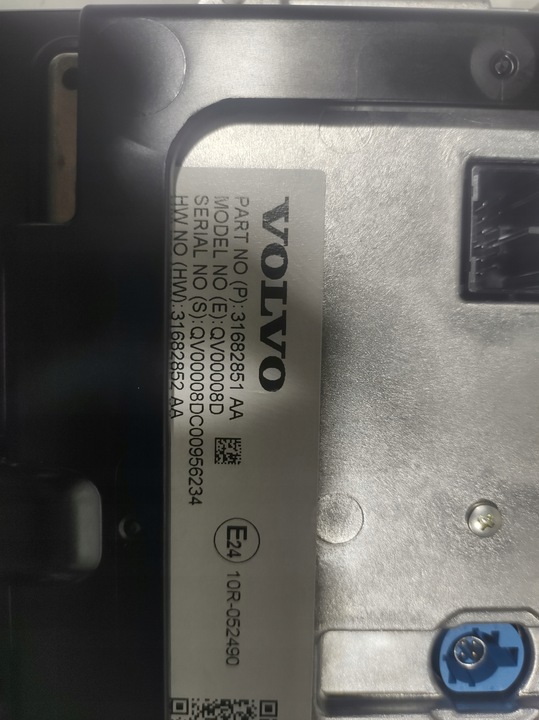 VOLVO
PART NO (P):31682851 AA
MODEL NO (E):QV00008D
SERIAL NO (S):QV00008DC00956234
HW NO (HW):31682852 AA
E24 10R-052490